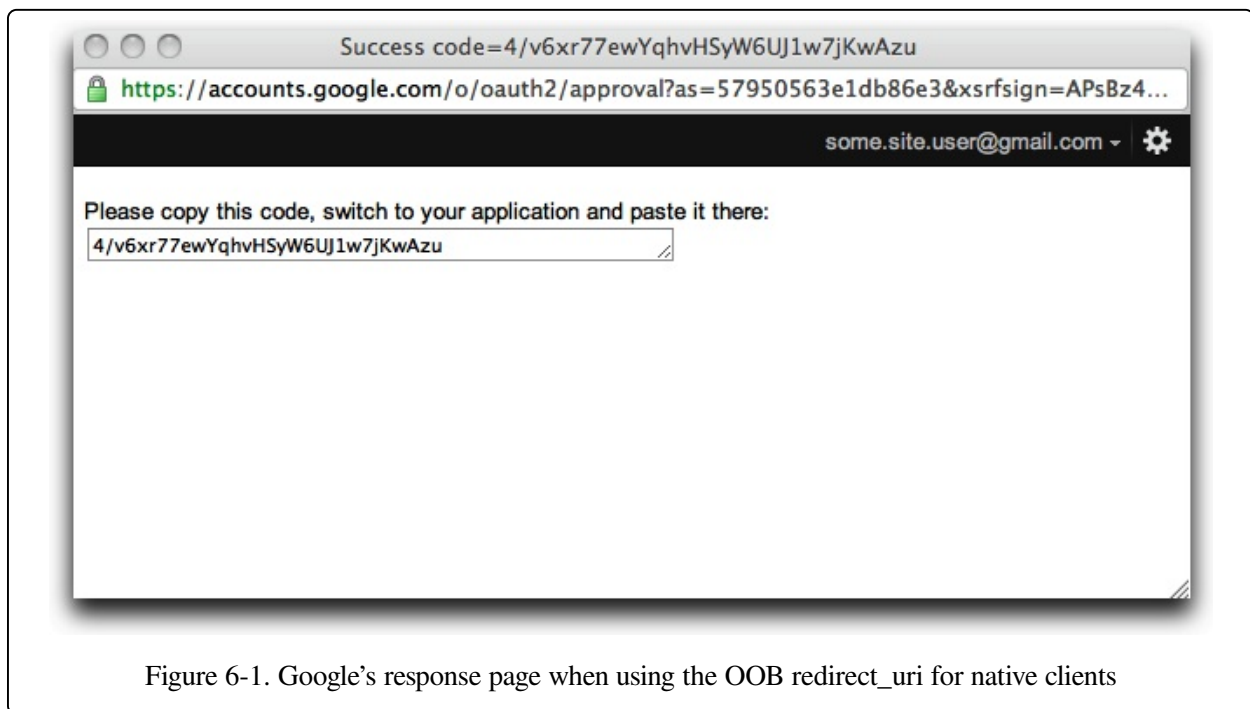 Success code=4/v6xr77ewYqhvHSyW6UJ1w7jKwAzu
https://accounts.google.com/o/oauth2/approval?as=57950563e1db86e3&xsrfsign=APsBz4...
some.site.user@gmail.com
Please copy this code, switch to your application and paste it there:
4/v6xr77ewYqhvHSyW6UJ1w7jKwAzu
Figure 6-1. Google’s response page when using the OOB redirect_uri for native clients